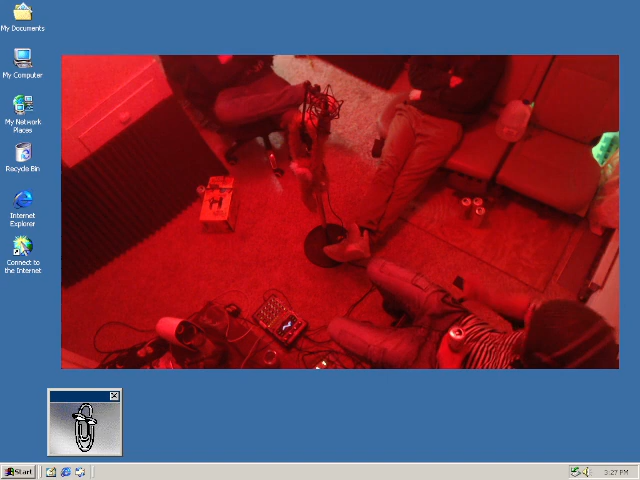 My Documents
My Computer
My Network
Places
Recycle Bin
Internet
Explorer
Connect to
the Internet
Start
3:27 PM